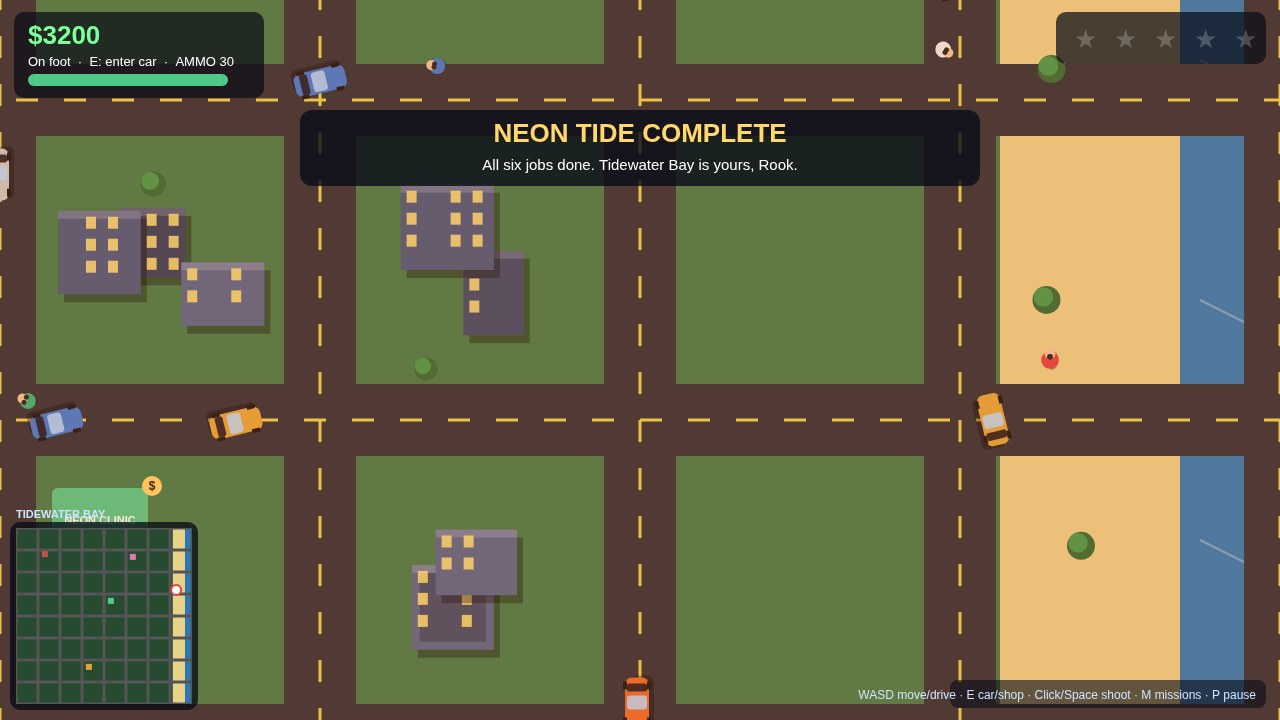 $3200
On foot · E: enter car · AMMO 30
★ ★ ★ ★ ★
NEON TIDE COMPLETE
All six jobs done. Tidewater Bay is yours, Rook.
$
NEON CLINIC
TIDEWATER BAY
WASD move/drive · E car/shop · Click/Space shoot · M missions · P pause